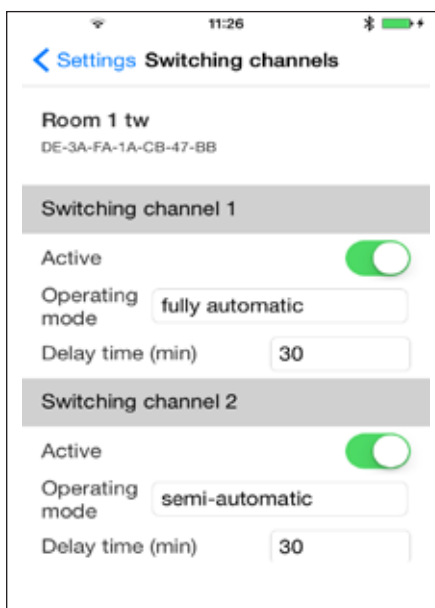 11:26
Settings Switching channels
Room 1 tw
DE-3A-FA-1A-CB-47-BB
Switching channel 1
Active
Operating mode fully automatic
Delay time (min) 30
Switching channel 2
Active
Operating mode semi-automatic
Delay time (min) 30